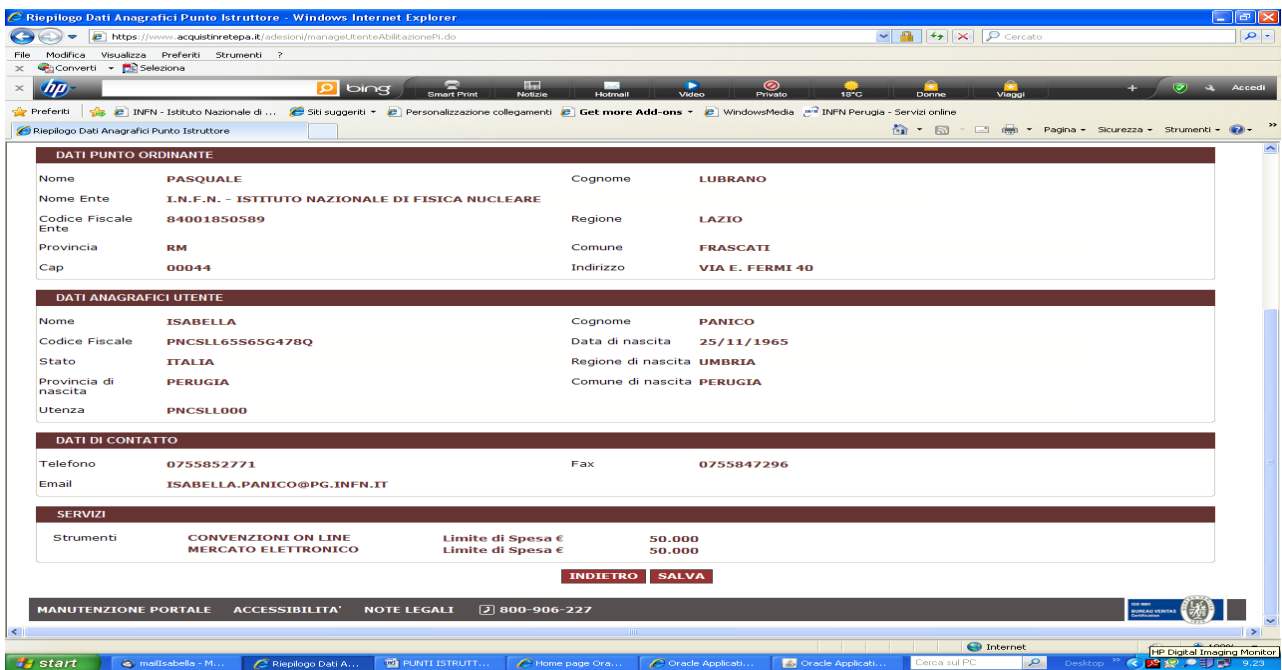 Riepilogo Dati Anagrafici Punto Istruttore - Windows Internet Explorer
https://www.acquistinretepa.it/adesioni/manageUtenteAbilitazionePi.do Cercato
File Modifica Visualizza Preferiti Strumenti ?
Converti Seleziona
hp bing Smart Print Notizie Hotmail Video Privato 18°C Donne Viaggi Accedi
Preferiti INFN - Istituto Nazionale di ... Siti suggeriti Personalizzazione collegamenti Get more Add-ons WindowsMedia INFN Perugia - Servizi online
Riepilogo Dati Anagrafici Punto Istruttore Pagina Sicurezza Strumenti
DATI PUNTO ORDINANTE
Nome PASQUALE Cognome LUBRANO
Nome Ente I.N.F.N. - ISTITUTO NAZIONALE DI FISICA NUCLEARE
Codice Fiscale Ente 84001850589 Regione LAZIO
Provincia RM Comune FRASCATI
Cap 00044 Indirizzo VIA E. FERMI 40
DATI ANAGRAFICI UTENTE
Nome ISABELLA Cognome PANICO
Codice Fiscale PNCSLL65S65G478Q Data di nascita 25/11/1965
Stato ITALIA Regione di nascita UMBRIA
Provincia di nascita PERUGIA Comune di nascita PERUGIA
Utenza PNCSLL000
DATI DI CONTATTO
Telefono 0755852771 Fax 0755847296
Email ISABELLA.PANICO@PG.INFN.IT
SERVIZI
Strumenti CONVENZIONI ON LINE Limite di Spesa € 50.000
MERCATO ELETTRONICO Limite di Spesa € 50.000
INDIETRO SALVA
MANUTENZIONE PORTALE ACCESSIBILITA' NOTE LEGALI 800-906-227 BUREAU VERITAS Certification
Internet
HP Digital Imaging Monitor
start mailIsabella - M... Riepilogo Dati A... PUNTI ISTRUTT... Home page Ora... Oracle Applicati... Oracle Applicati... Cerca sul PC Desktop 9.23